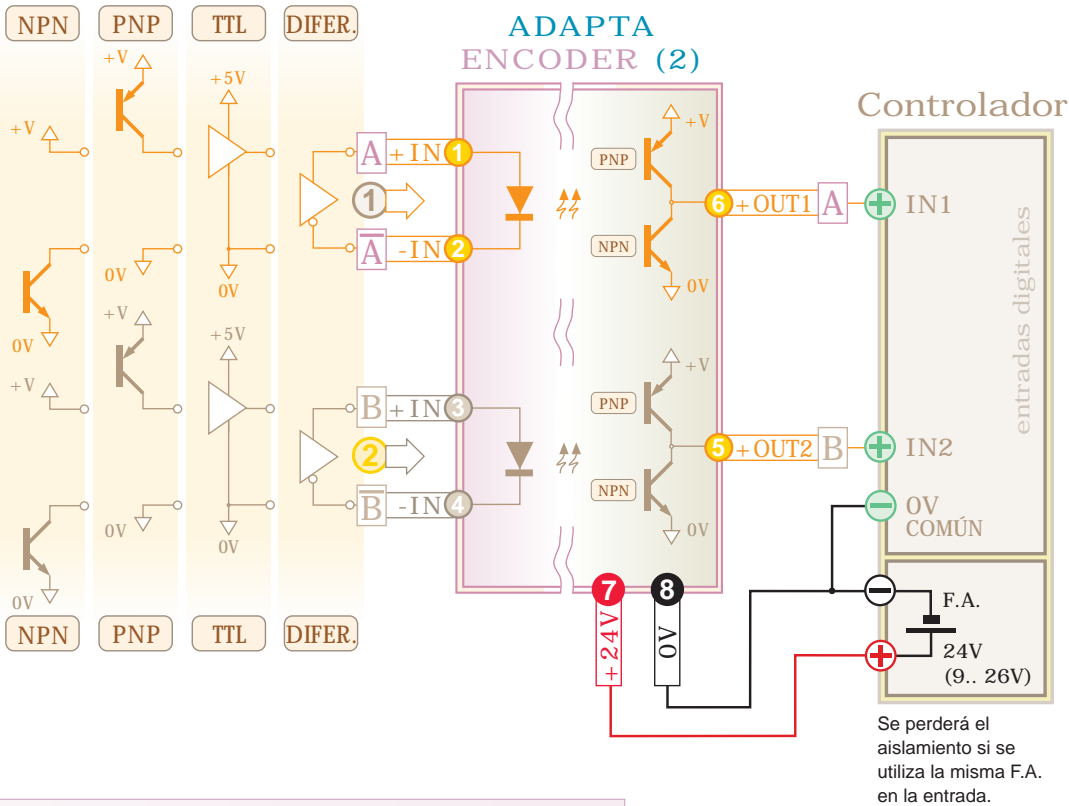 NPN PNP TTL DIFER.
ADAPTA
ENCODER (2)
Controlador
+V
+5V
+V
+V
A +IN 1
PNP
1
6 +OUT1 A
+ IN1
A -IN 2
NPN
0V
0V
0V
0V
0V
+V
+5V
+V
+V
B +IN 3
PNP
2
5 +OUT2 B
+ IN2
B -IN 4
NPN
0V
0V
0V
0V
− 0V
COMÚN
entradas digitales
NPN PNP TTL DIFER.
7 8
+24V
0V
−
F.A.
+
24V
(9.. 26V)
Se perderá el
aislamiento si se
utiliza la misma F.A.
en la entrada.